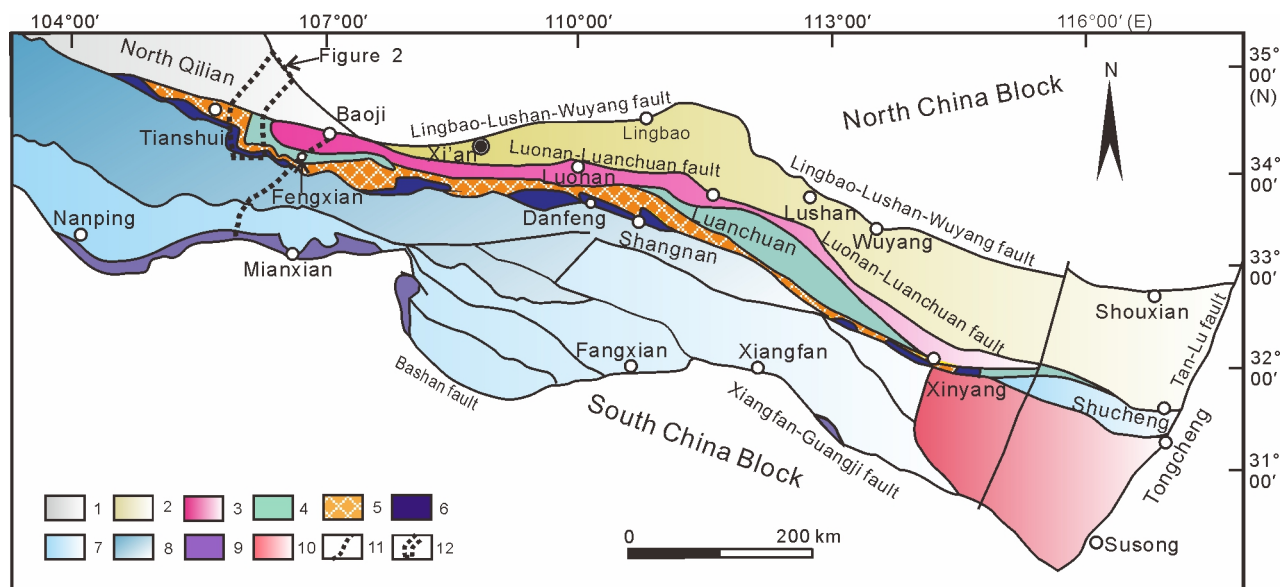 104°00′
107°00′
110°00′
113°00′
116°00′ (E)
North Qilian
Figure 2
35°
00′
(N)
N
North China Block
Baoji
Lingbao-Lushan-Wuyang fault
Lingbao
Tianshui
Xi'an
Luonan-Luanchuan fault
34°
00′
Luonan
Lingbao-Lushan-Wuyang fault
Fengxian
Lushan
Nanping
Danfeng
uanchuan
Wuyang
Shangnan
Mianxian
Luonan-Luanchuan fault
33°
00′
Shouxian
Tan-Lu fault
Fangxian
Xiangfan
32°
00′
Bashan fault
Xinyang
Shucheng
South China Block
Xiangfan-Guangji fault
Tongcheng
31°
00′
1
2
3
4
5
6
7
8
9
10
11
12
0
200 km
Susong